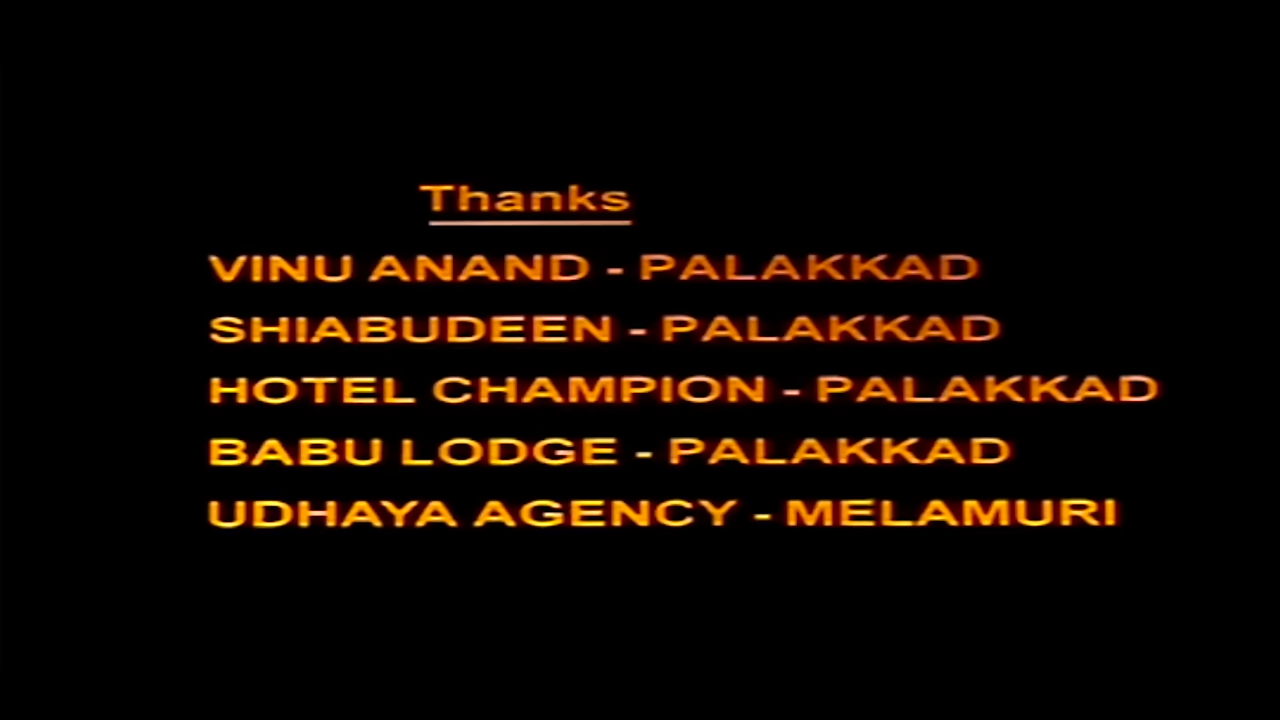 Thanks
VINU ANAND - PALAKKAD
SHIABUDEEN - PALAKKAD
HOTEL CHAMPION - PALAKKAD
BABU LODGE - PALAKKAD
UDHAYA AGENCY - MELAMURI